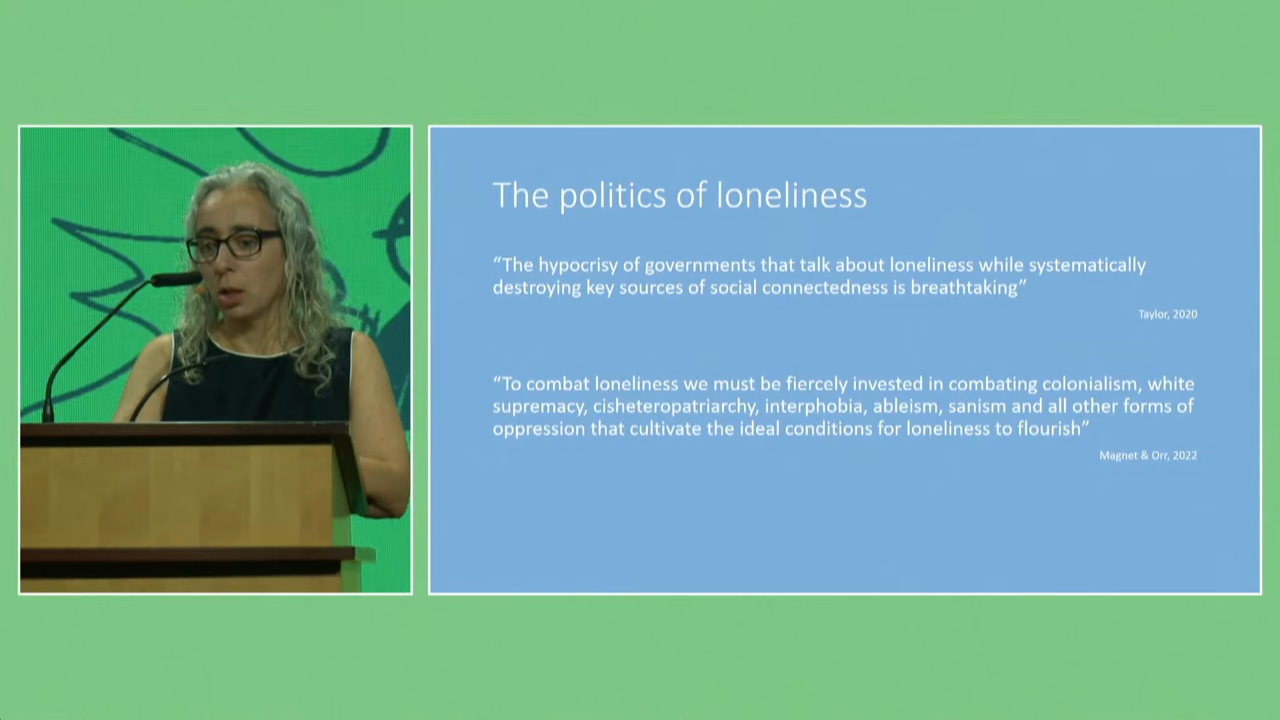 The politics of loneliness
“The hypocrisy of governments that talk about loneliness while systematically
destroying key sources of social connectedness is breathtaking”
Taylor, 2020
“To combat loneliness we must be fiercely invested in combating colonialism, white
supremacy, cisheteropatriarchy, interphobia, ableism, sanism and all other forms of
oppression that cultivate the ideal conditions for loneliness to flourish”
Magnet & Orr, 2022